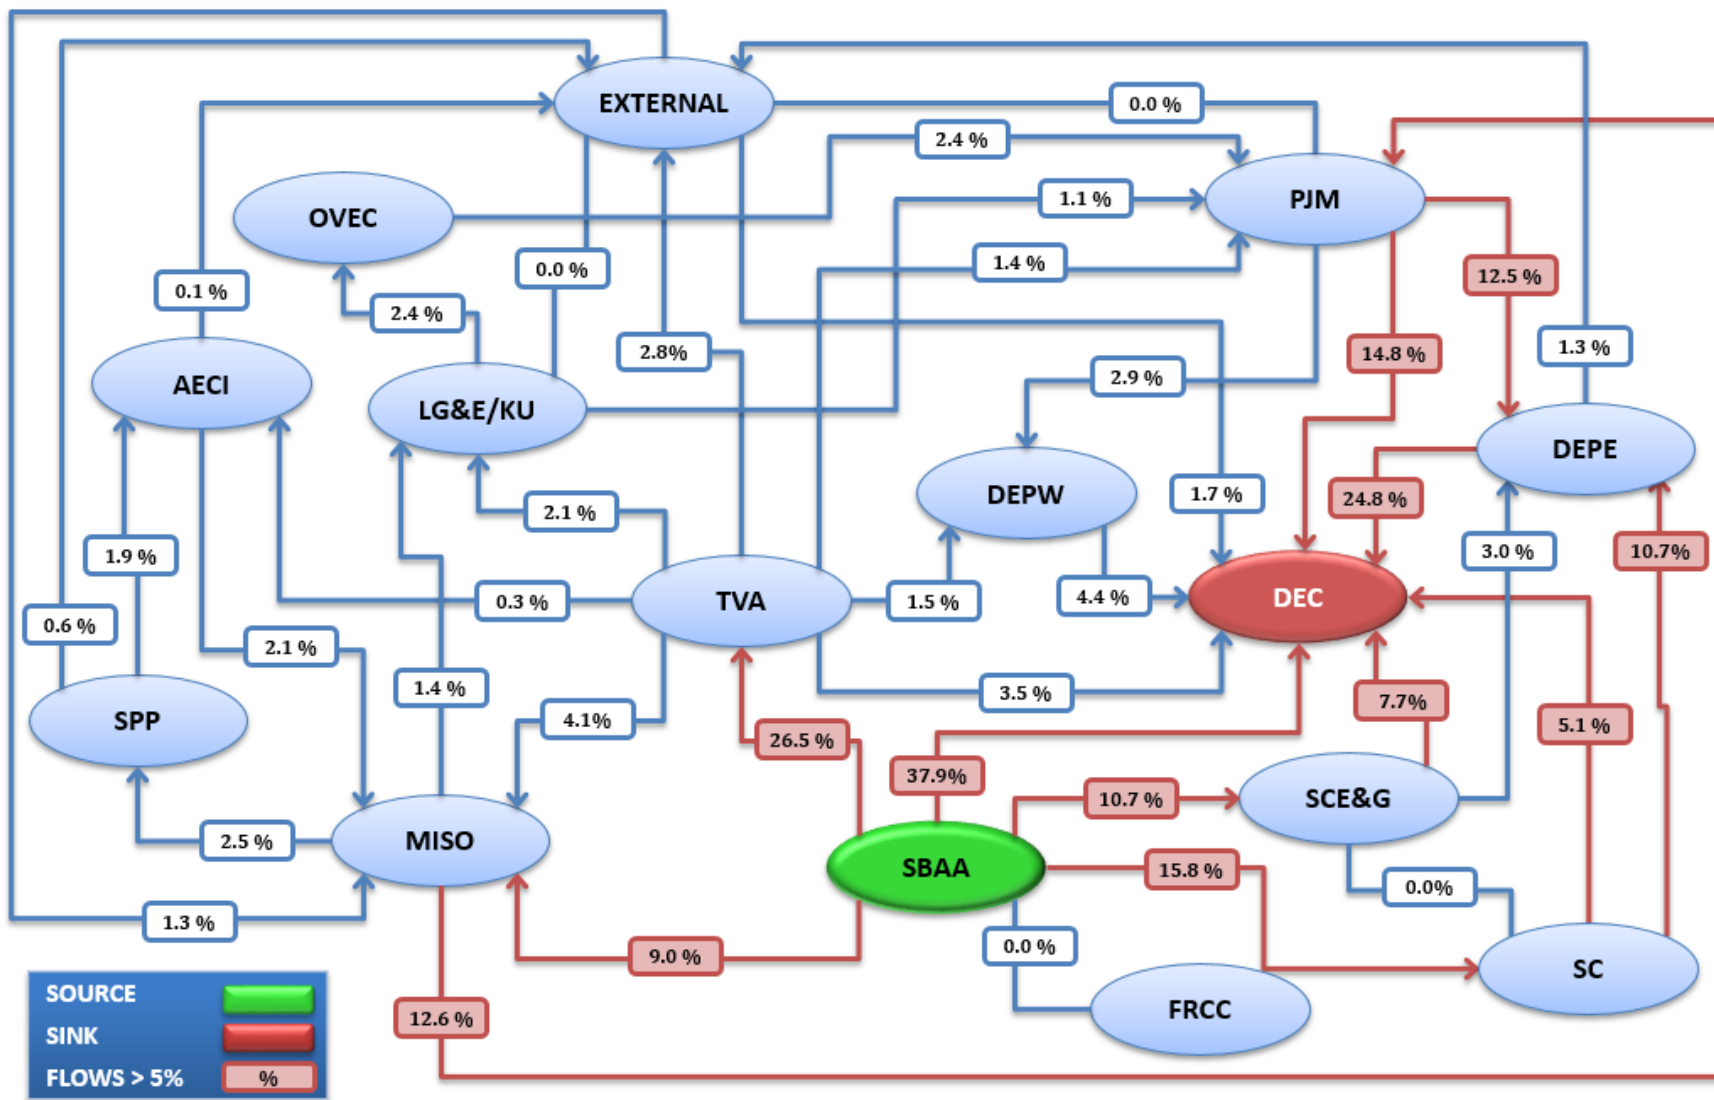 EXTERNAL
0.0 %
2.4 %
PJM
1.1 %
OVEC
1.4 %
0.0 %
12.5 %
0.1 %
2.4 %
2.8%
14.8 %
1.3 %
2.9 %
AECI
LG&E/KU
DEPE
DEPW
1.7 %
24.8 %
2.1 %
1.9 %
3.0 %
10.7%
TVA
DEC
0.3 %
1.5 %
4.4 %
0.6 %
2.1 %
1.4 %
3.5 %
7.7%
SPP
4.1%
5.1 %
26.5 %
37.9%
10.7 %
SCE&G
2.5 %
MISO
SBAA
15.8 %
0.0%
1.3 %
9.0 %
0.0 %
SC
FRCC
12.6 %
SOURCE
SINK
FLOWS > 5%
%